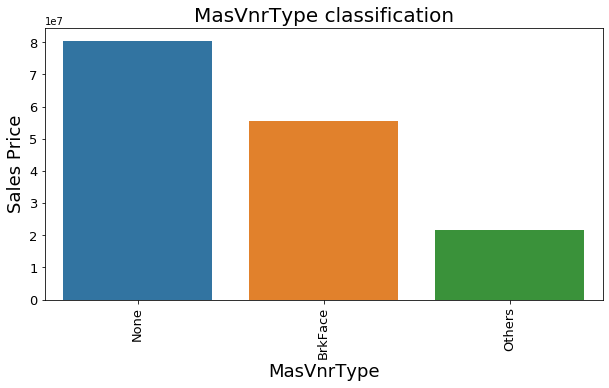 MasVnrType classification
1e7
8
7
6
5
4
3
2
1
0
Sales Price
None
BrkFace
Others
MasVnrType